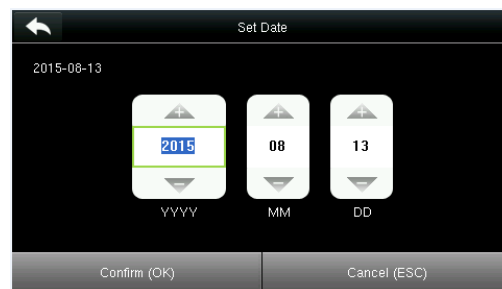 Set Date
2015-08-13
2015 08 13
YYYY MM DD
Confirm (OK) Cancel (ESC)